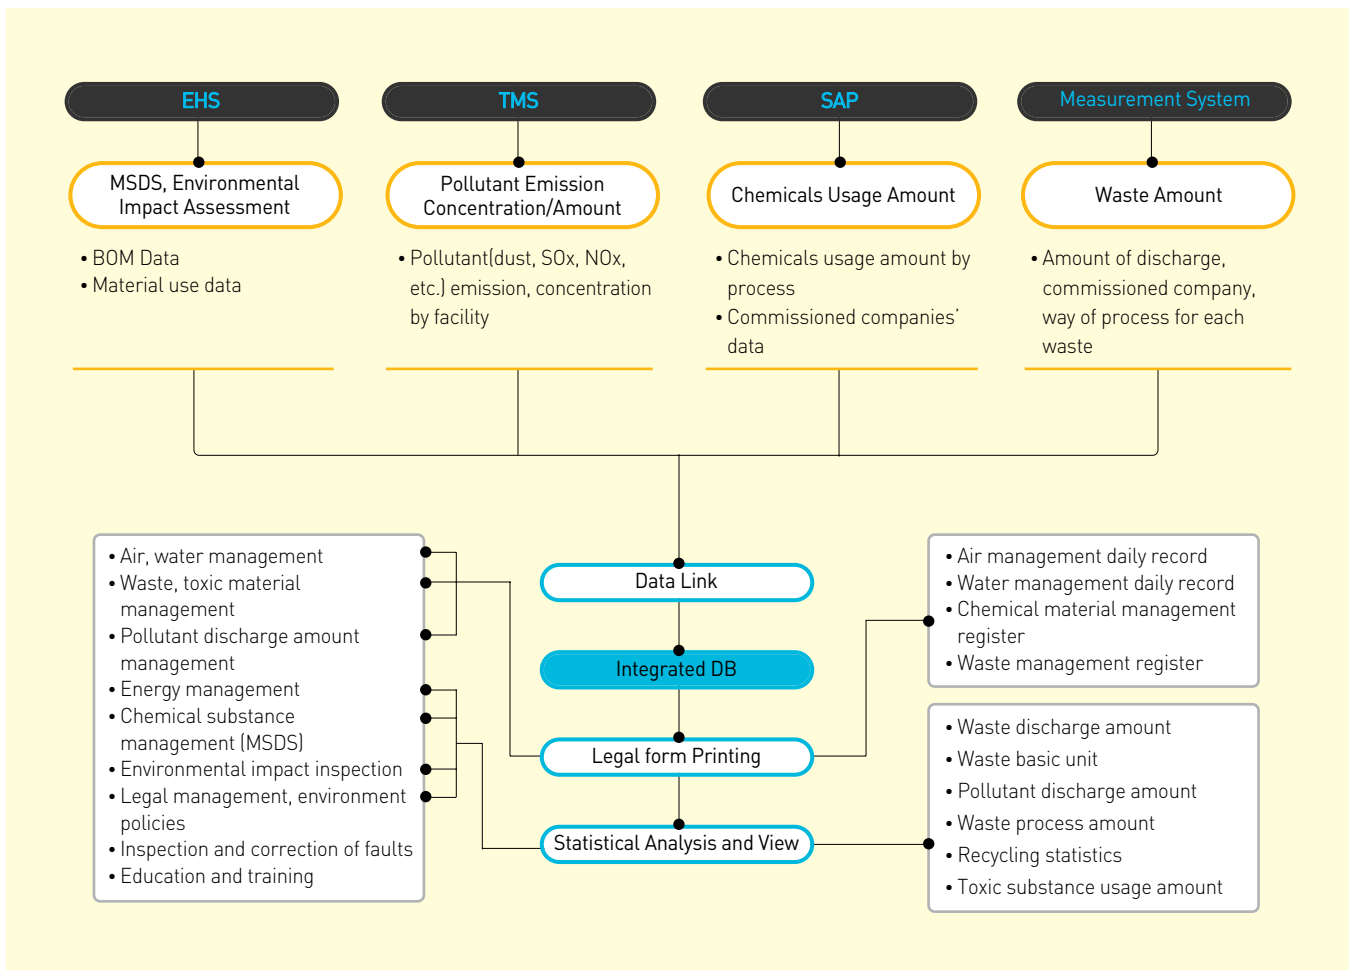 EHS
TMS
SAP
Measurement System
MSDS, Environmental
Impact Assessment
Pollutant Emission
Concentration/Amount
Chemicals Usage Amount
Waste Amount
• BOM Data
• Material use data
• Pollutant(dust, SOx, NOx,
etc.) emission, concentration
by facility
• Chemicals usage amount by
process
• Commissioned companies’
data
• Amount of discharge,
commissioned company,
way of process for each
waste
• Air, water management
• Waste, toxic material
management
• Pollutant discharge amount
management
• Energy management
• Chemical substance
management (MSDS)
• Environmental impact inspection
• Legal management, environment
policies
• Inspection and correction of faults
• Education and training
Data Link
Integrated DB
Legal form Printing
Statistical Analysis and View
• Air management daily record
• Water management daily record
• Chemical material management
register
• Waste management register
• Waste discharge amount
• Waste basic unit
• Pollutant discharge amount
• Waste process amount
• Recycling statistics
• Toxic substance usage amount